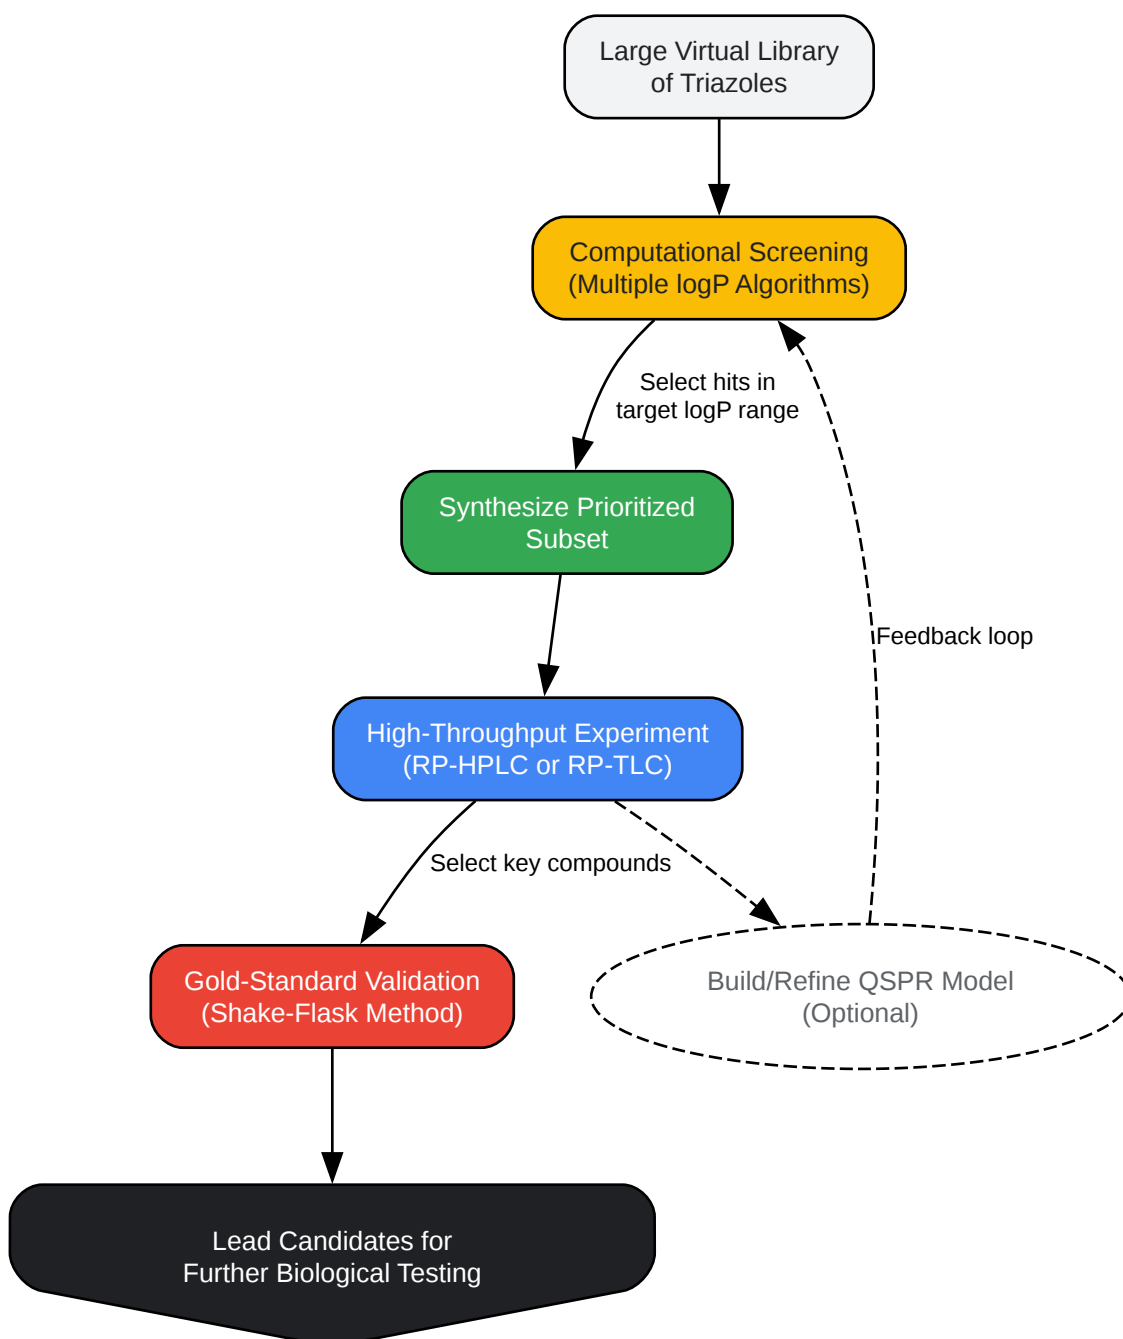 Large Virtual Library
of Triazoles
Computational Screening
(Multiple logP Algorithms)
Select hits in
target logP range
Synthesize Prioritized
Subset
Feedback loop
High-Throughput Experiment
(RP-HPLC or RP-TLC)
Select key compounds
Gold-Standard Validation
(Shake-Flask Method)
Build/Refine QSPR Model
(Optional)
Lead Candidates for
Further Biological Testing